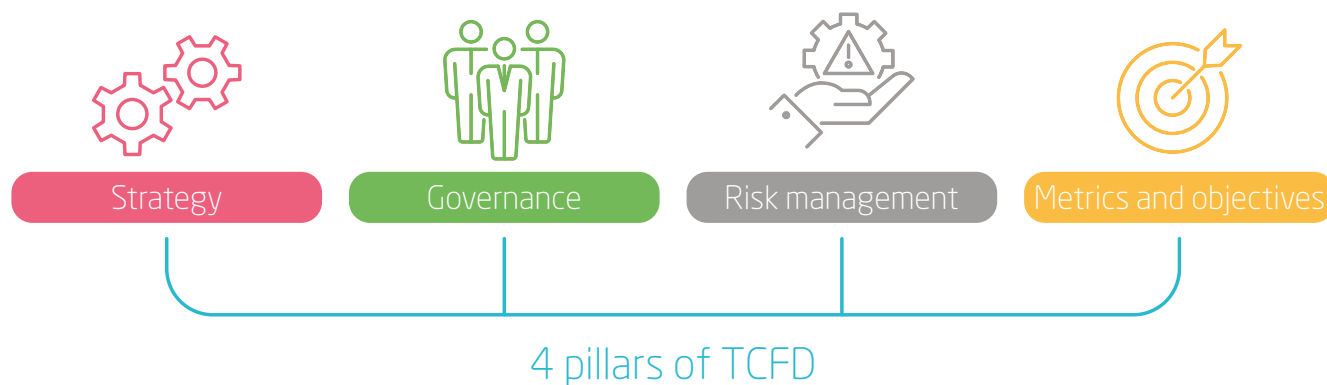 Strategy
Governance
Risk management
Metrics and objectives
4 pillars of TCFD